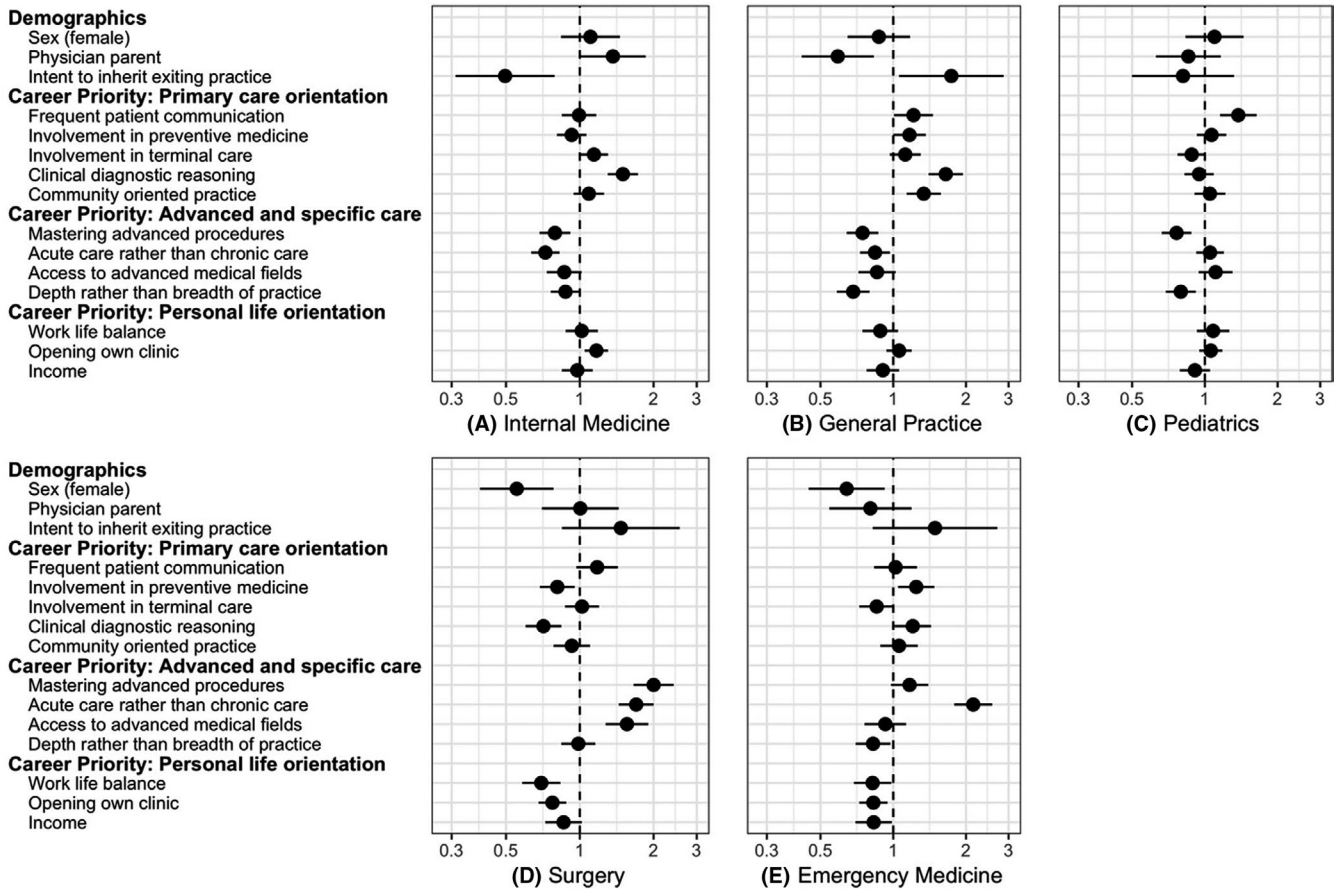 Demographics
Sex (female)
Physician parent
Intent to inherit exiting practice
Career Priority: Primary care orientation
Frequent patient communication
Involvement in preventive medicine
Involvement in terminal care
Clinical diagnostic reasoning
Community oriented practice
Career Priority: Advanced and specific care
Mastering advanced procedures
Acute care rather than chronic care
Access to advanced medical fields
Depth rather than breadth of practice
Career Priority: Personal life orientation
Work life balance
Opening own clinic
Income
0.3 0.5 1 2 3 0.3 0.5 1 2 3 0.3 0.5 1 2 3
(A) Internal Medicine (B) General Practice (C) Pediatrics
Demographics
Sex (female)
Physician parent
Intent to inherit exiting practice
Career Priority: Primary care orientation
Frequent patient communication
Involvement in preventive medicine
Involvement in terminal care
Clinical diagnostic reasoning
Community oriented practice
Career Priority: Advanced and specific care
Mastering advanced procedures
Acute care rather than chronic care
Access to advanced medical fields
Depth rather than breadth of practice
Career Priority: Personal life orientation
Work life balance
Opening own clinic
Income
0.3 0.5 1 2 3 0.3 0.5 1 2 3
(D) Surgery (E) Emergency Medicine